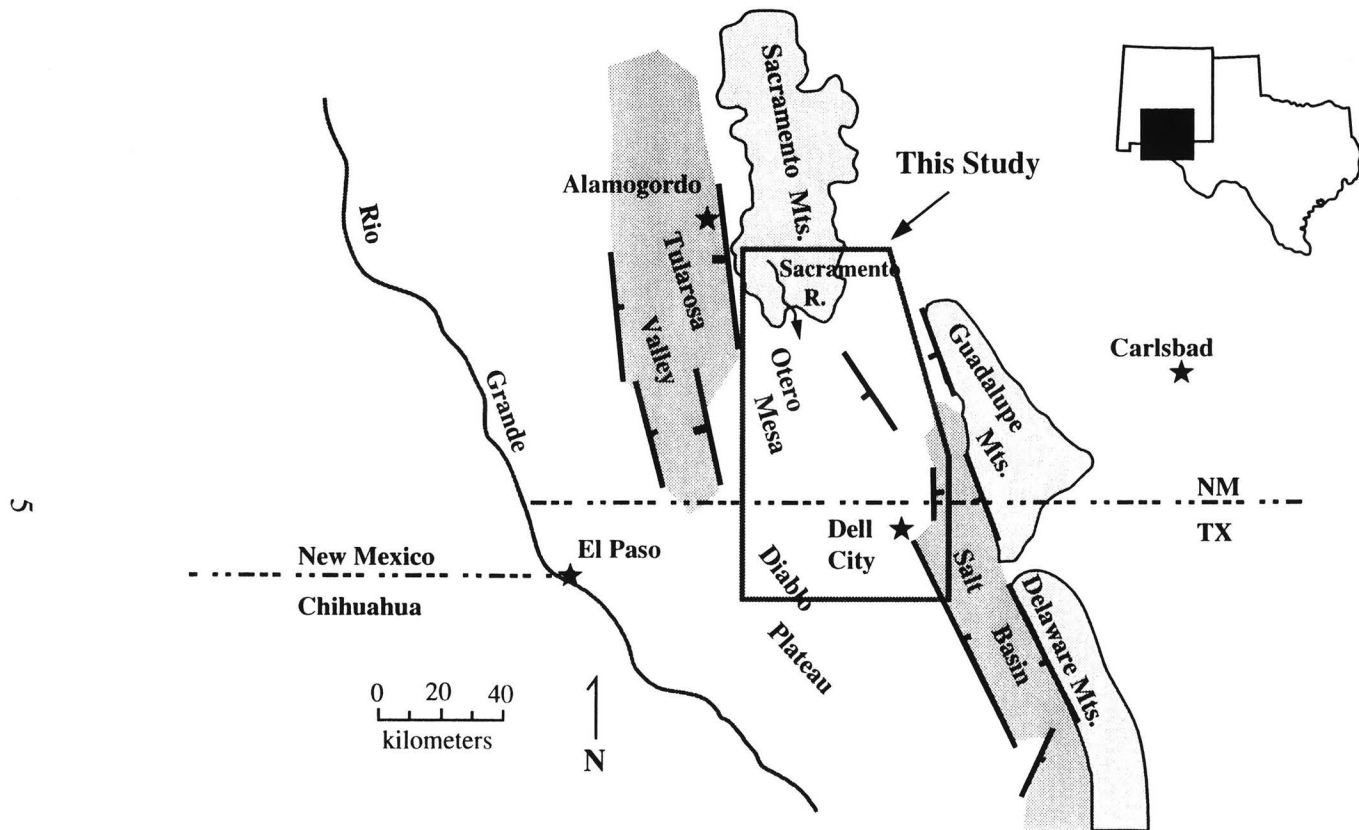 Sacramento Mts.
This Study
Alamogordo
Tularosa
Valley
Sacramento
R.
Rio
Grande
Otero
Mesa
Guadalupe
Mts.
Carlsbad
NM
TX
Dell
City
New Mexico
Chihuahua
El Paso
Diablo
Plateau
Salt
Basin
Delaware Mts.
0 20 40
kilometers
N
5